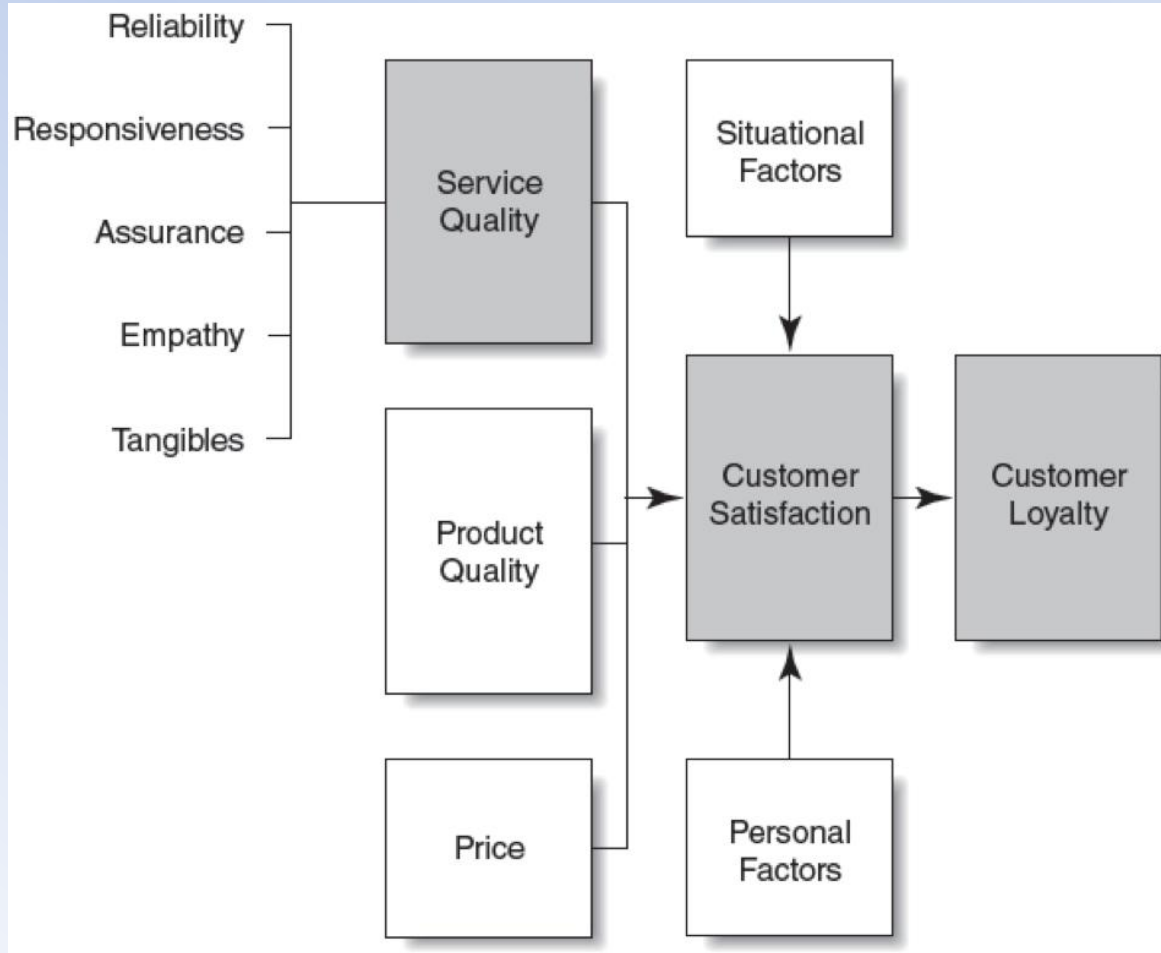 Reliability
Responsiveness
Assurance
Empathy
Tangibles
Service
Quality
Product
Quality
Price
Situational
Factors
Customer
Satisfaction
Personal
Factors
Customer
Loyalty